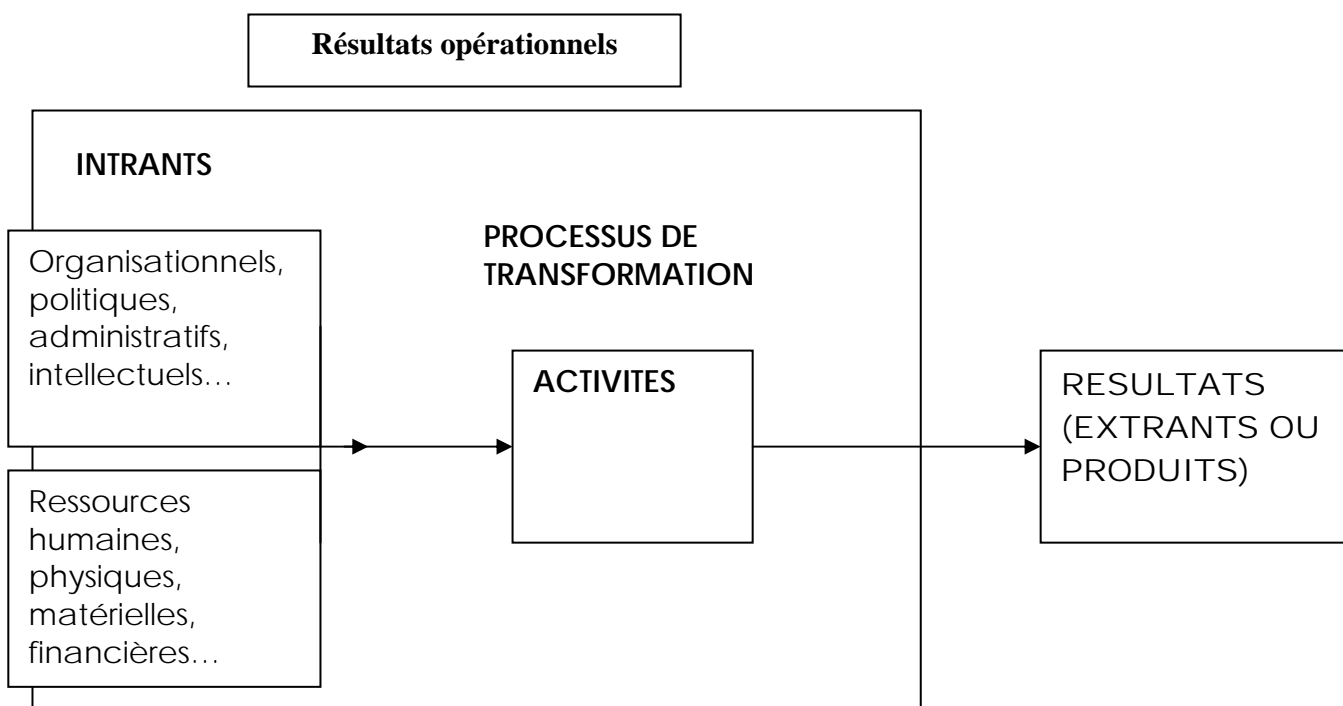 Résultats opérationnels
INTRANTS
Organisationnels,
politiques,
administratifs,
intellectuels…
Ressources
humaines,
physiques,
matérielles,
financières…
PROCESSUS DE
TRANSFORMATION
ACTIVITES
RESULTATS
(EXTRANTS OU
PRODUITS)